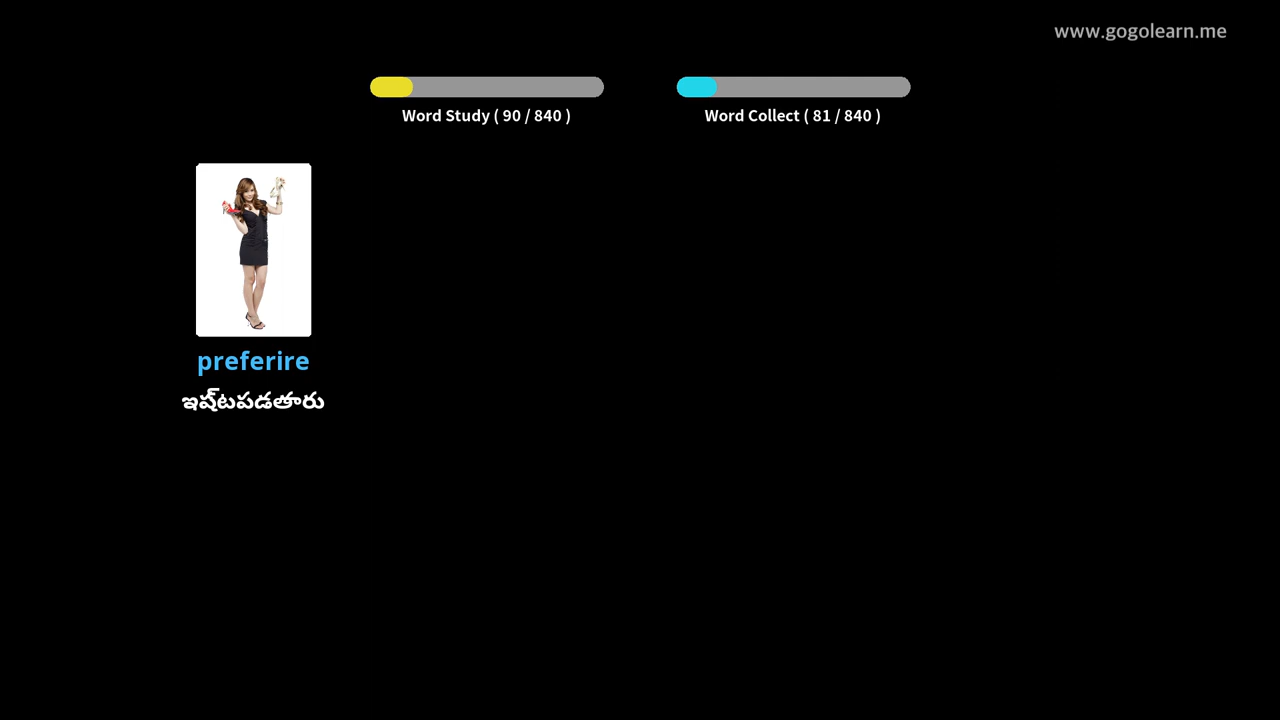 www.gogolearn.me
Word Study ( 90 / 840 )
Word Collect ( 81 / 840 )
preferire
ఇష్టపడతారు